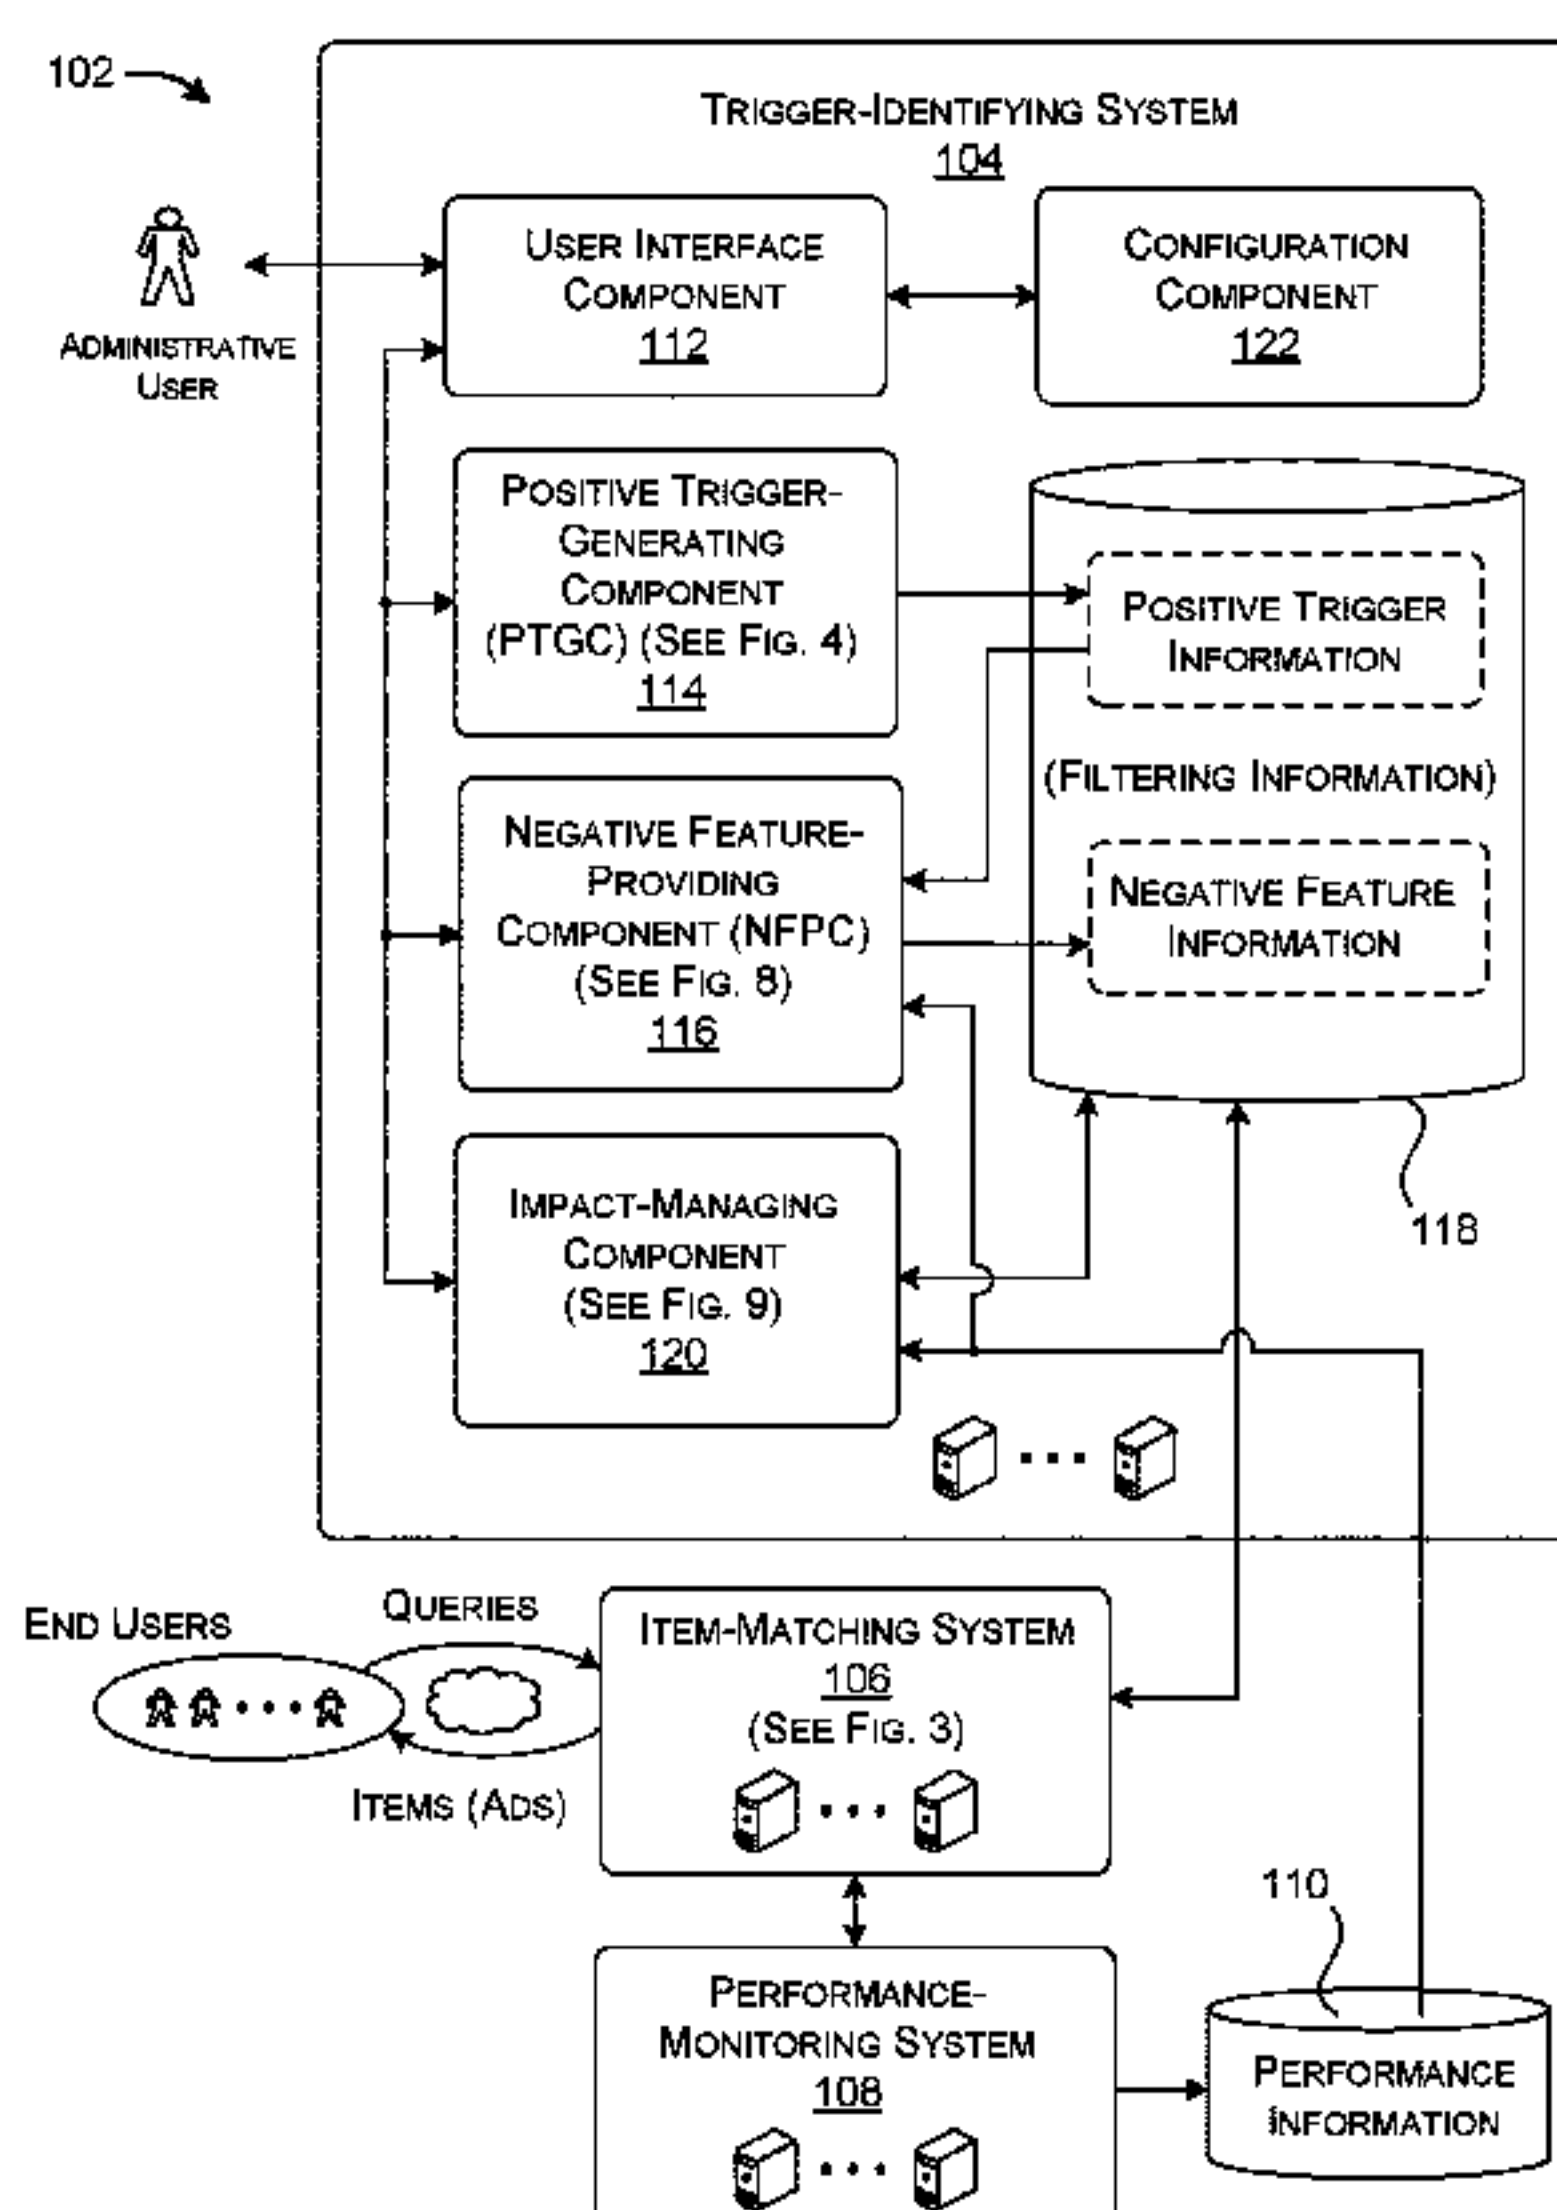 102
TRIGGER-IDENTIFYING SYSTEM
104
ADMINISTRATIVE
USER
USER INTERFACE
COMPONENT
112
CONFIGURATION
COMPONENT
122
POSITIVE TRIGGER-
GENERATING
COMPONENT
(PTGC) (SEE FIG. 4)
114
POSITIVE TRIGGER
INFORMATION
(FILTERING INFORMATION)
NEGATIVE FEATURE-
PROVIDING
COMPONENT (NFPC)
(SEE FIG. 8)
116
NEGATIVE FEATURE
INFORMATION
118
IMPACT-MANAGING
COMPONENT
(SEE FIG. 9)
120
END USERS
QUERIES
ITEMS (ADS)
ITEM-MATCHING SYSTEM
106
(SEE FIG. 3)
110
PERFORMANCE-
MONITORING SYSTEM
108
PERFORMANCE
INFORMATION